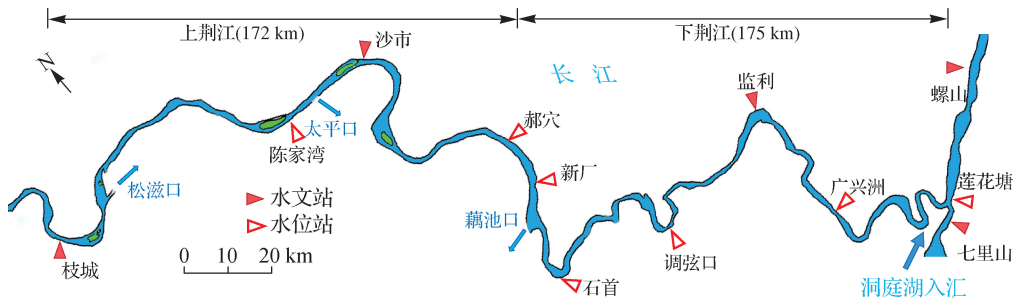 上荆江(172 km)
下荆江(175 km)
N
沙市
长江
监利
螺山
太平口
陈家湾
郝穴
松滋口
新厂
广兴洲
莲花塘
水文站
水位站
藕池口
0 10 20 km
枝城
调弦口
七里山
石首
洞庭湖入汇